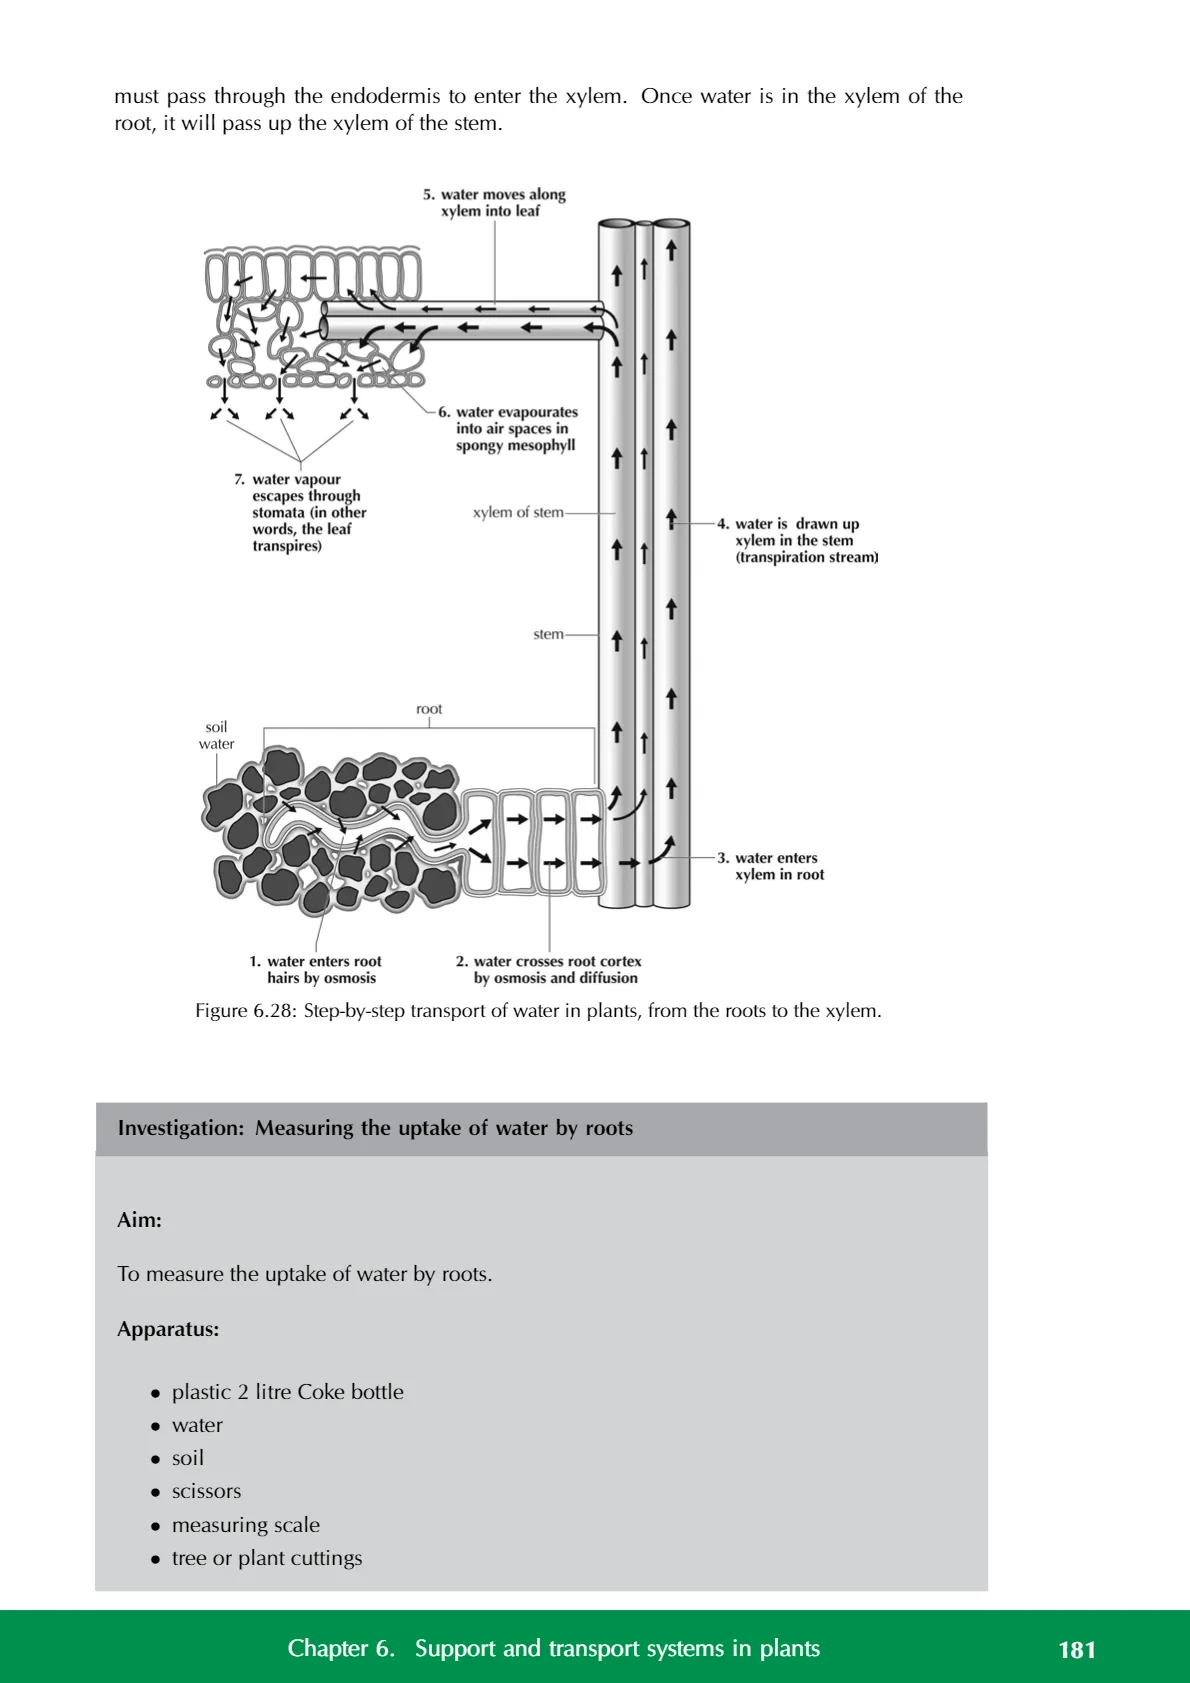 must pass through the endodermis to enter the xylem. Once water is in the xylem of the
root, it will pass up the xylem of the stem.
5. water moves along
xylem into leaf
6. water evapourates
into air spaces in
spongy mesophyll
7. water vapour
escapes through
stomata (in other
words, the leaf
transpires)
xylem of stem
4. water is drawn up
xylem in the stem
(transpiration stream)
stem
root
soil
water
3. water enters
xylem in root
1. water enters root
hairs by osmosis
2. water crosses root cortex
by osmosis and diffusion
Figure 6.28: Step-by-step transport of water in plants, from the roots to the xylem.
Investigation: Measuring the uptake of water by roots
Aim:
To measure the uptake of water by roots.
Apparatus:
• plastic 2 litre Coke bottle
• water
• soil
• scissors
• measuring scale
• tree or plant cuttings
Chapter 6. Support and transport systems in plants 181